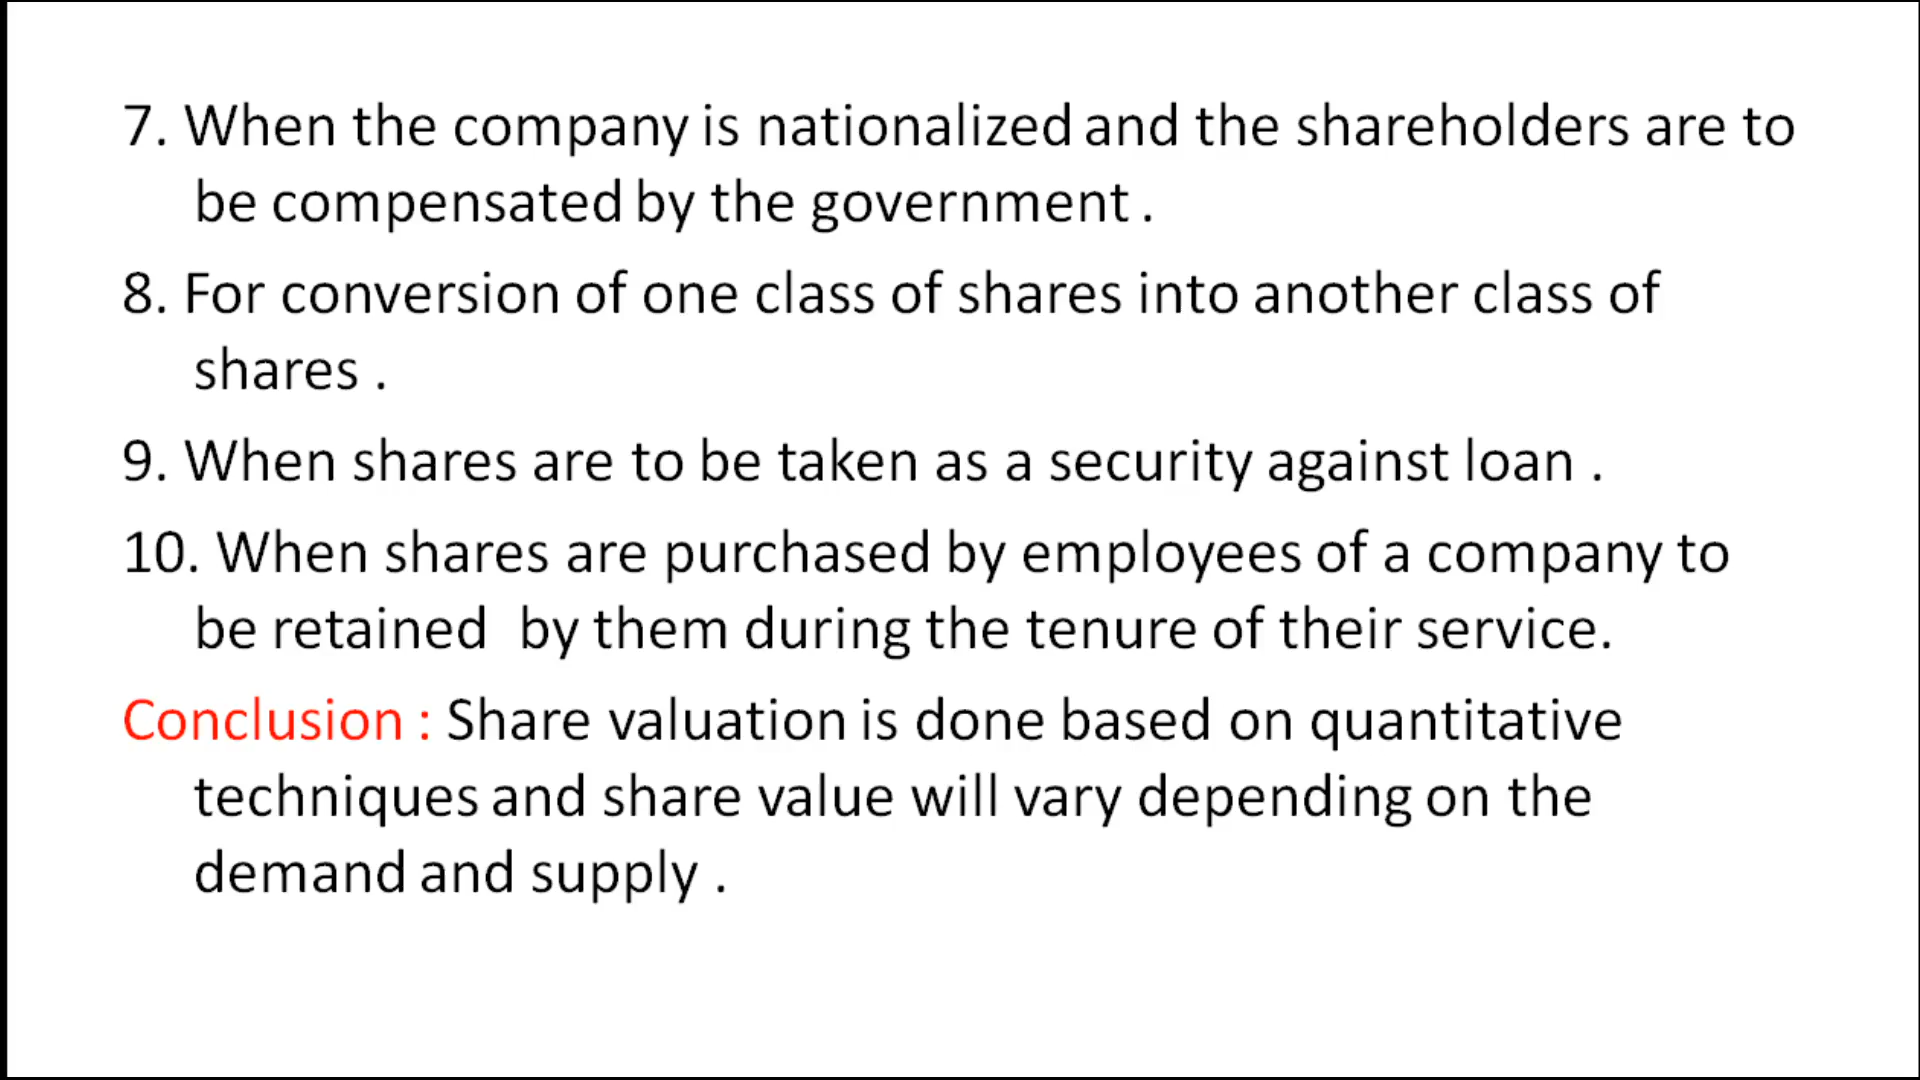 7. When the company is nationalized and the shareholders are to
be compensated by the government .
8. For conversion of one class of shares into another class of
shares .
9. When shares are to be taken as a security against loan .
10. When shares are purchased by employees of a company to
be retained  by them during the tenure of their service.
Conclusion : Share valuation is done based on quantitative
techniques and share value will vary depending on the
demand and supply .